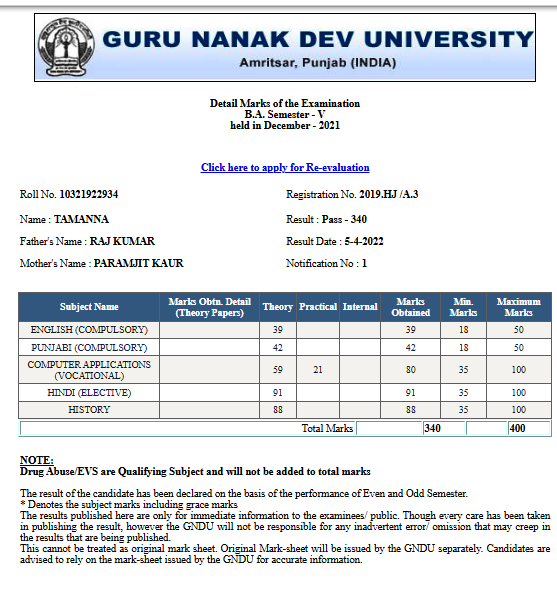 GURU NANAK DEV UNIVERSITY
Amritsar, Punjab (INDIA)
Detail Marks of the Examination
B.A. Semester - V
held in December - 2021
Click here to apply for Re-evaluation
Roll No. 10321922934 Registration No. 2019.HJ /A.3
Name : TAMANNA Result : Pass - 340
Father's Name : RAJ KUMAR Result Date : 5-4-2022
Mother's Name : PARAMJIT KAUR Notification No : 1
Subject Name Marks Obtn. Detail (Theory Papers) Theory Practical Internal Marks Obtained Min. Marks Maximum Marks
ENGLISH (COMPULSORY) 39 39 18 50
PUNJABI (COMPULSORY) 42 42 18 50
COMPUTER APPLICATIONS (VOCATIONAL) 59 21 80 35 100
HINDI (ELECTIVE) 91 91 35 100
HISTORY 88 88 35 100
Total Marks 340 400
NOTE:
Drug Abuse/EVS are Qualifying Subject and will not be added to total marks
The result of the candidate has been declared on the basis of the performance of Even and Odd Semester.
* Denotes the subject marks including grace marks
The results published here are only for immediate information to the examinees/ public. Though every care has been taken
in publishing the result, however the GNDU will not be responsible for any inadvertent error/ omission that may creep in
the results that are being published.
This cannot be treated as original mark sheet. Original Mark-sheet will be issued by the GNDU separately. Candidates are
advised to rely on the mark-sheet issued by the GNDU for accurate information.